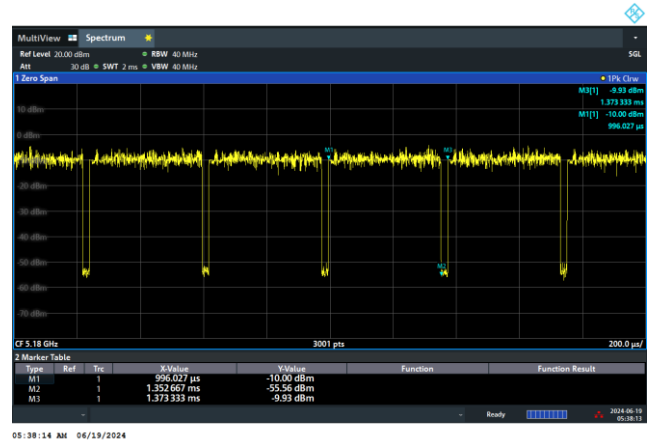 MultiView Spectrum
Ref Level 20.00 dBm RBW 40 MHz SGL
Att 30 dB SWT 2 ms VBW 40 MHz
1 Zero Span 1Pk Clrw
M3[1] -9.93 dBm
1.373 333 ms
M1[1] -10.00 dBm
996.027 µs
10 dBm
0 dBm
-20 dBm
-30 dBm
-40 dBm
-50 dBm
-60 dBm
-70 dBm
M1
M3
M2
CF 5.18 GHz 3001 pts 200.0 µs/
2 Marker Table
Type Ref Trc X-Value Y-Value Function Function Result
M1 1 996.027 µs -10.00 dBm
M2 1 1.352 667 ms -55.56 dBm
M3 1 1.373 333 ms -9.93 dBm
Ready 2024-06-19
05:38:13
05:38:14 AM 06/19/2024